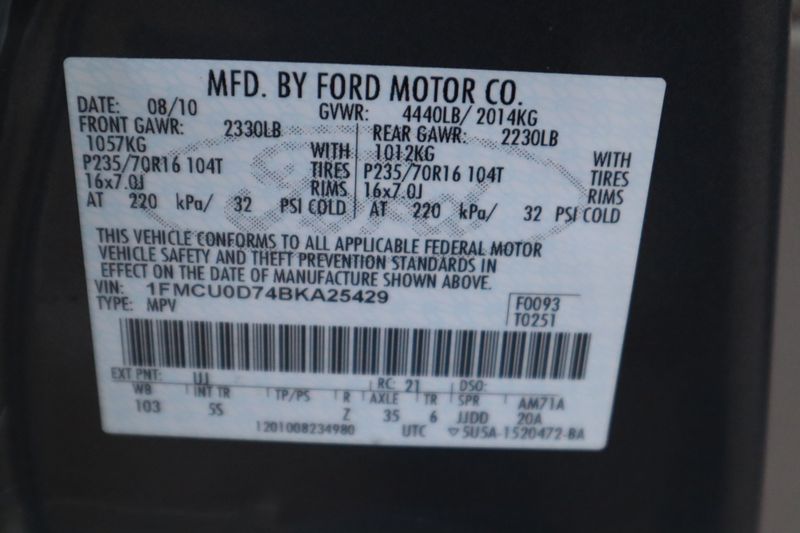 MFD. BY FORD MOTOR CO.
DATE: 08/10 GVWR: 4440LB/ 2014KG
FRONT GAWR: 2330LB REAR GAWR: 2230LB
1057KG WITH 1012KG WITH
P235/70R16 104T TIRES P235/70R16 104T TIRES
16x7.0J RIMS 16x7.0J RIMS
AT 220 kPa/ 32 PSI COLD AT 220 kPa/ 32 PSI COLD
THIS VEHICLE CONFORMS TO ALL APPLICABLE FEDERAL MOTOR
VEHICLE SAFETY AND THEFT PREVENTION STANDARDS IN
EFFECT ON THE DATE OF MANUFACTURE SHOWN ABOVE.
VIN: 1FMCU0D74BKA25429 F0093
TYPE: MPV T0251
EXT PNT: UJ RC: 21 DSO:
WB INT TR TP/PS R AXLE TR SPR AM71A
103 5S Z 35 6 JJDD 20A
1201008234980 UTC ▽5U5A-1520472-BA
Ford